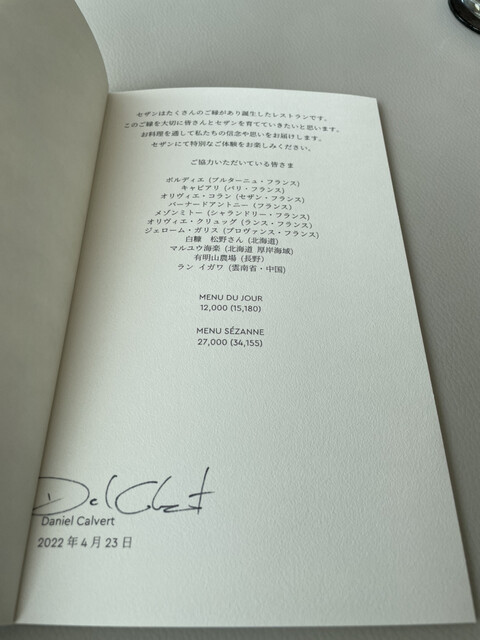 セザンはたくさんのご縁があり誕生したレストランです。
このご縁を大切に皆さんとセザンを育てていきたいと思います。
お料理を通して私たちの信念や思いをお届けします。
セザンにて特別なご体験をお楽しみください。
ご協力いただいている皆さま
ボルディエ (ブルターニュ・フランス)
キャビアリ (パリ・フランス)
オリヴィエ・コラン (セザン・フランス)
バーナードアントニー (フランス)
メゾンミトー (シャランドリー・フランス)
オリヴィエ・クリュッグ (ランス・フランス)
ジェローム・ガリス (プロヴァンス・フランス)
白糠 松野さん (北海道)
マルユウ海楽 (北海道 厚岸海域)
有明山農場 (長野)
ラン イガワ (雲南省・中国)
MENU DU JOUR
12,000 (15,180)
MENU SÉZANNE
27,000 (34,155)
Daniel Calvert
2022 年 4 月 23 日